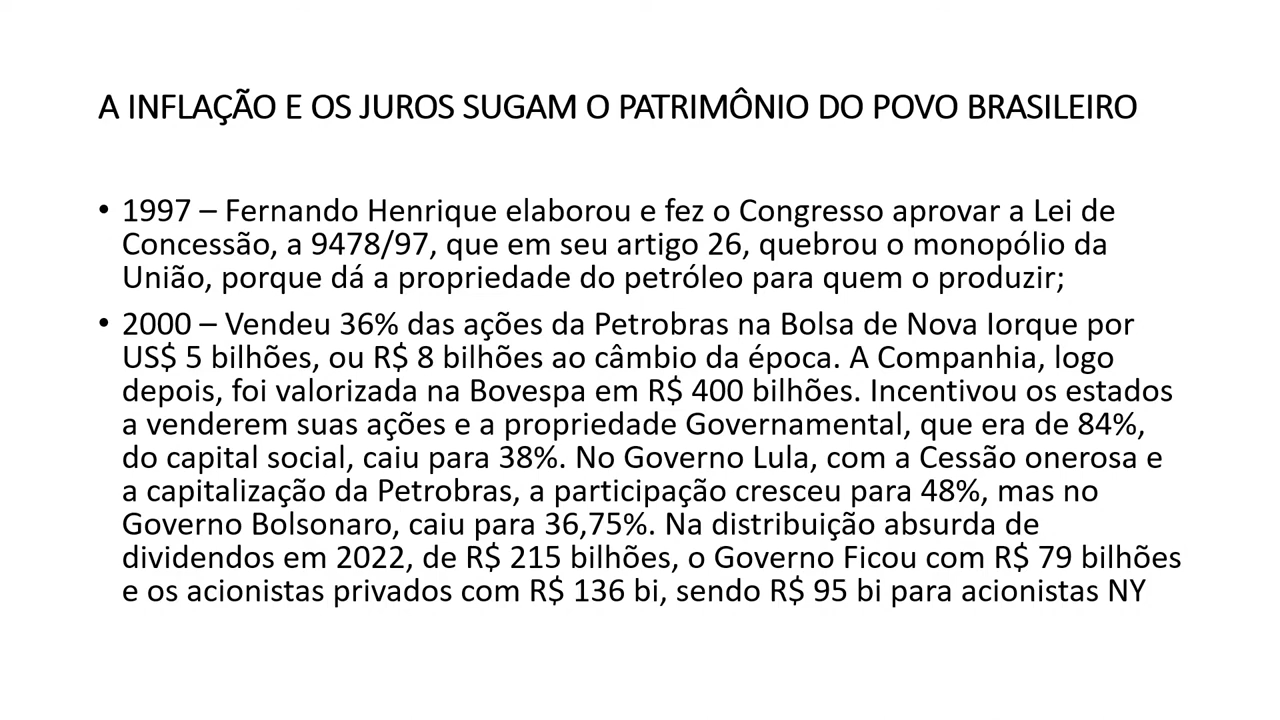 A INFLAÇÃO E OS JUROS SUGAM O PATRIMÔNIO DO POVO BRASILEIRO
• 1997 – Fernando Henrique elaborou e fez o Congresso aprovar a Lei de
Concessão, a 9478/97, que em seu artigo 26, quebrou o monopólio da
União, porque dá a propriedade do petróleo para quem o produzir;
• 2000 – Vendeu 36% das ações da Petrobras na Bolsa de Nova Iorque por
US$ 5 bilhões, ou R$ 8 bilhões ao câmbio da época. A Companhia, logo
depois, foi valorizada na Bovespa em R$ 400 bilhões. Incentivou os estados
a venderem suas ações e a propriedade Governamental, que era de 84%,
do capital social, caiu para 38%. No Governo Lula, com a Cessão onerosa e
a capitalização da Petrobras, a participação cresceu para 48%, mas no
Governo Bolsonaro, caiu para 36,75%. Na distribuição absurda de
dividendos em 2022, de R$ 215 bilhões, o Governo Ficou com R$ 79 bilhões
e os acionistas privados com R$ 136 bi, sendo R$ 95 bi para acionistas NY